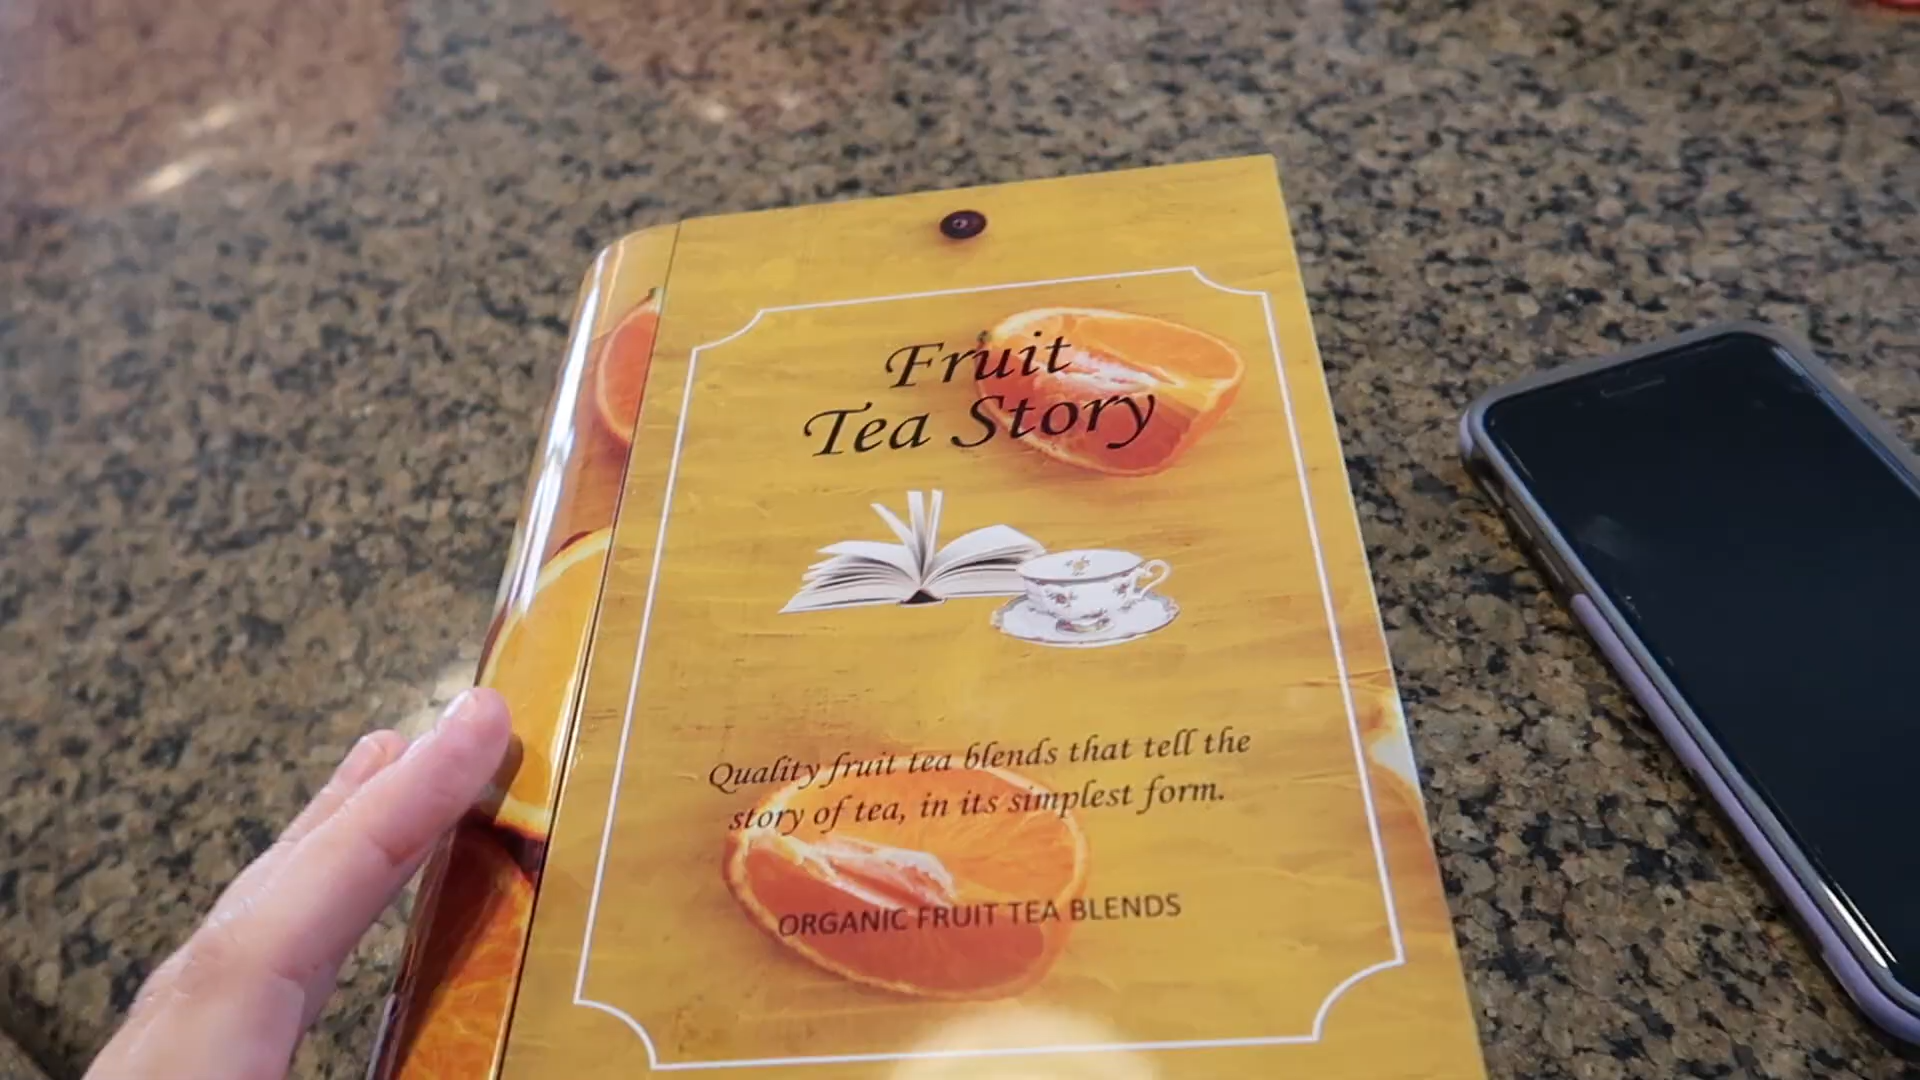 Fruit
Tea Story
Quality fruit tea blends that tell the
story of tea, in its simplest form.
ORGANIC FRUIT TEA BLENDS